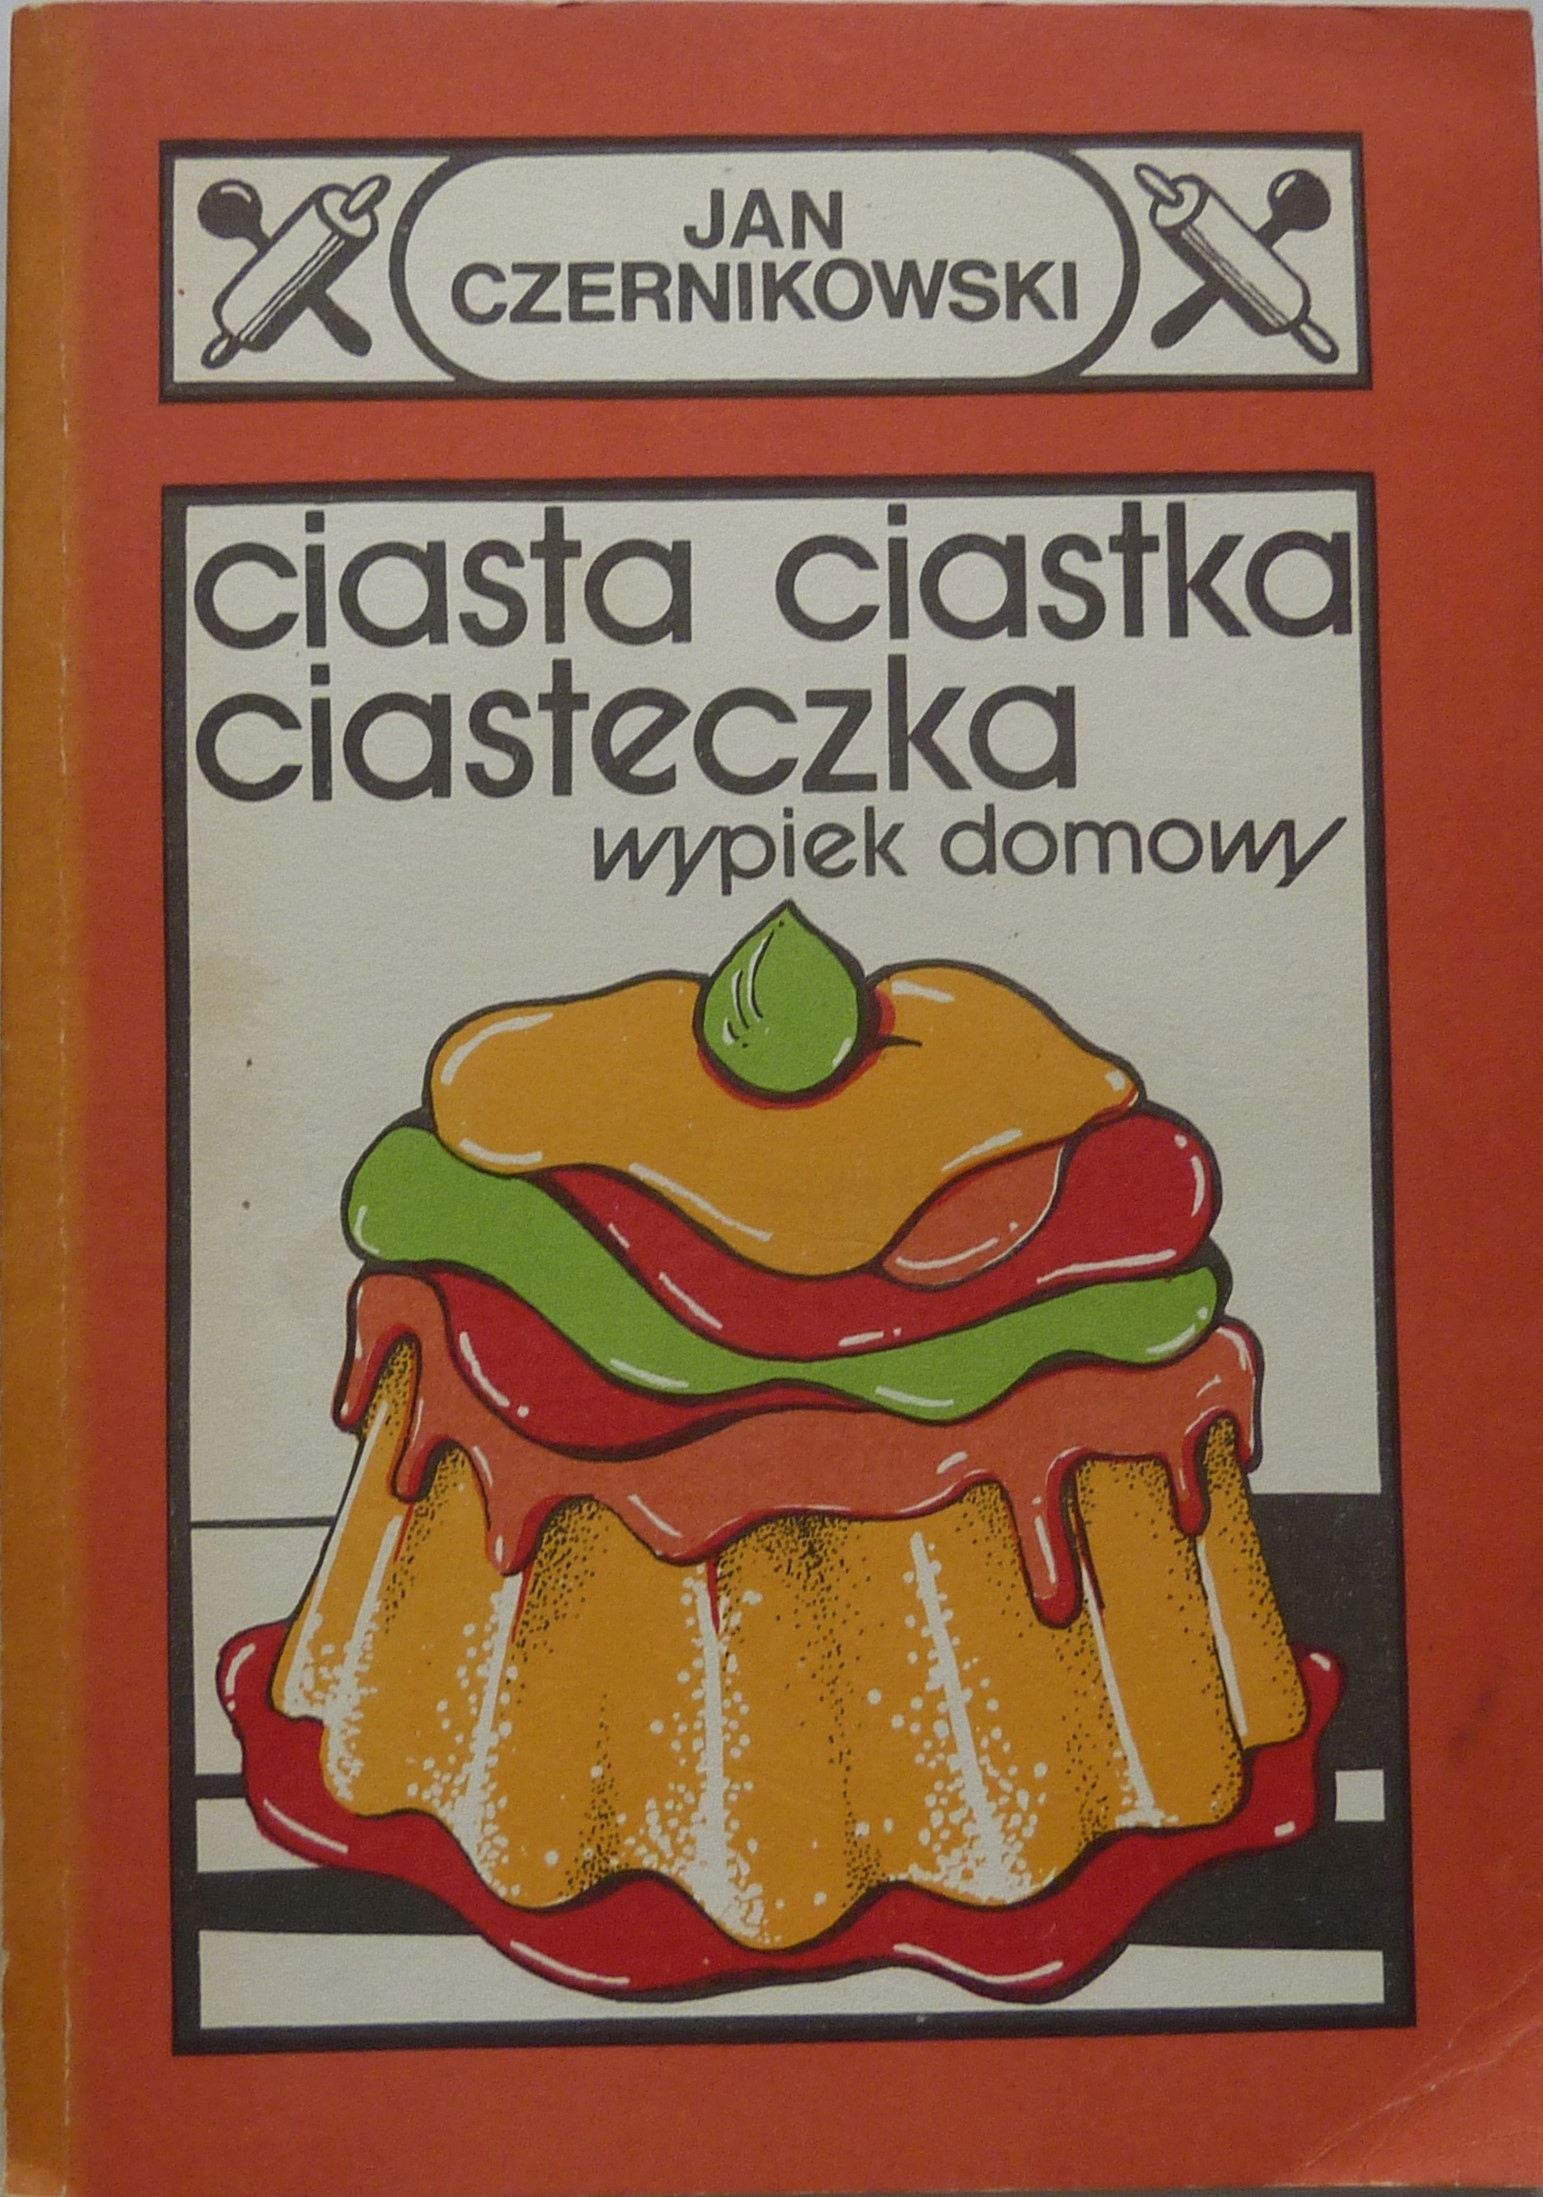 JAN
CZERNIKOWSKI
ciasta ciastka
ciasteczka
wypiek domowy